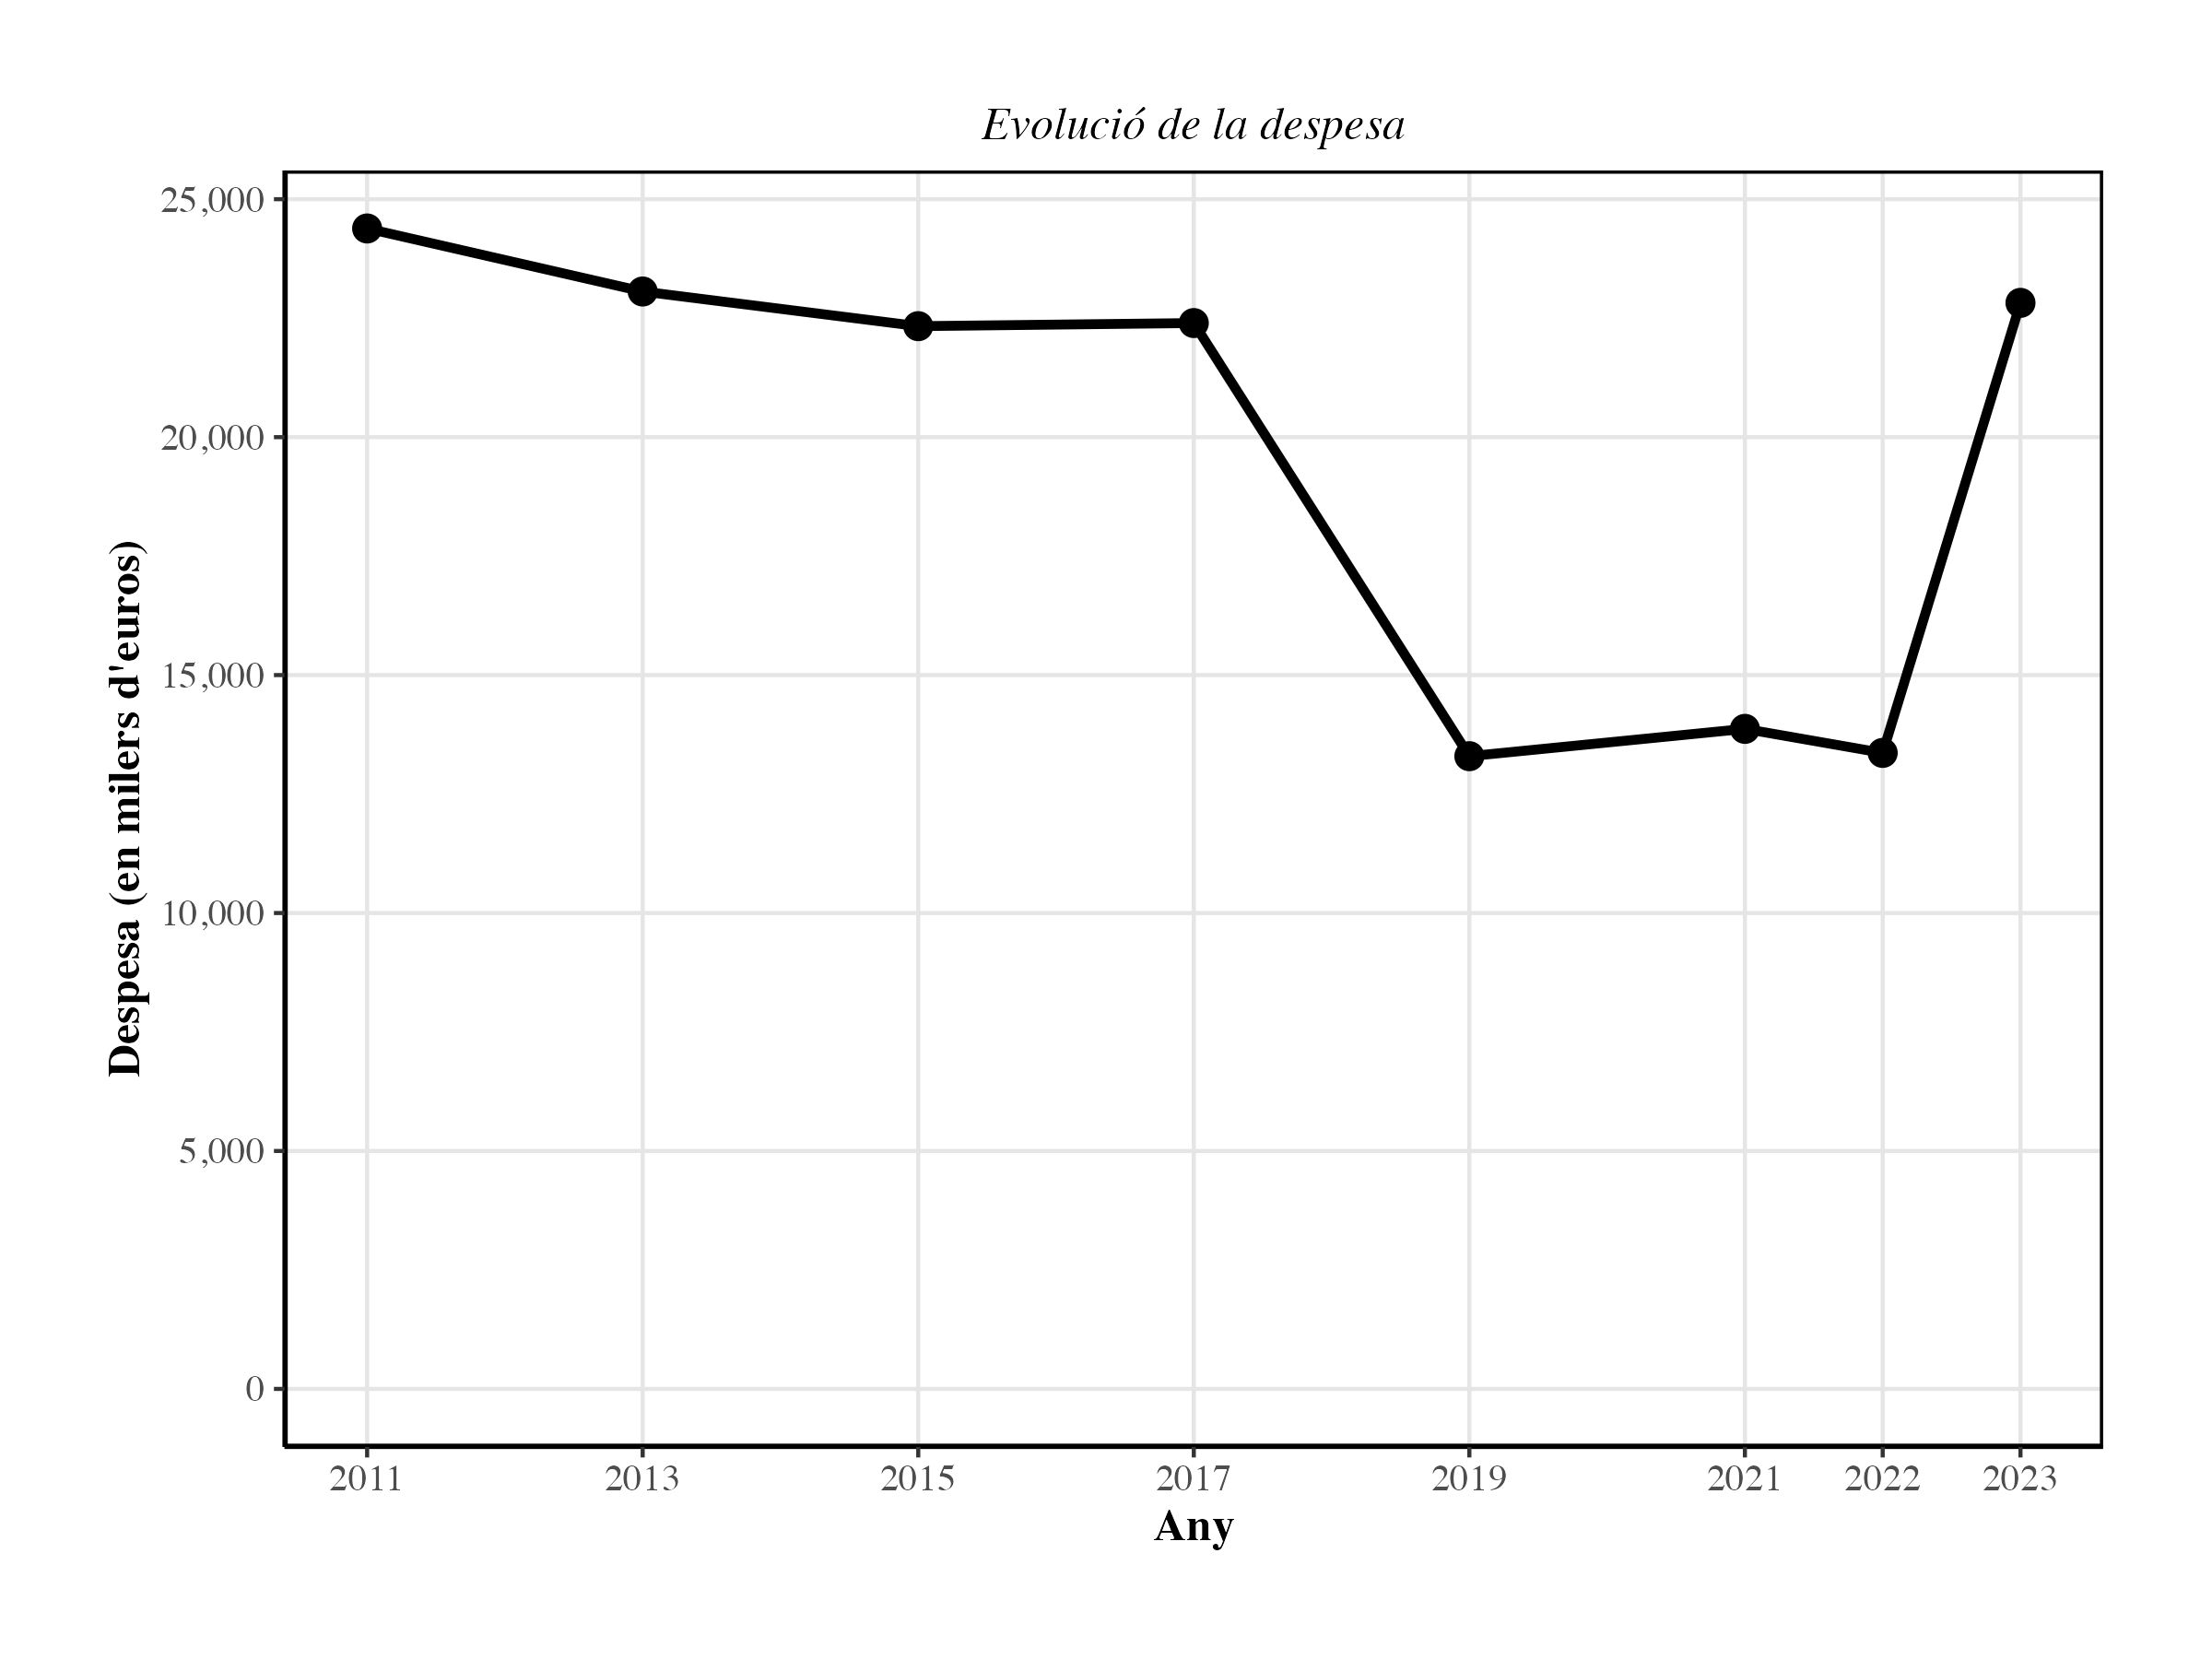 Evolució de la despesa
Despesa (en milers d'euros)
25,000
20,000
15,000
10,000
5,000
0
2011 2013 2015 2017 2019 2021 2022 2023
Any